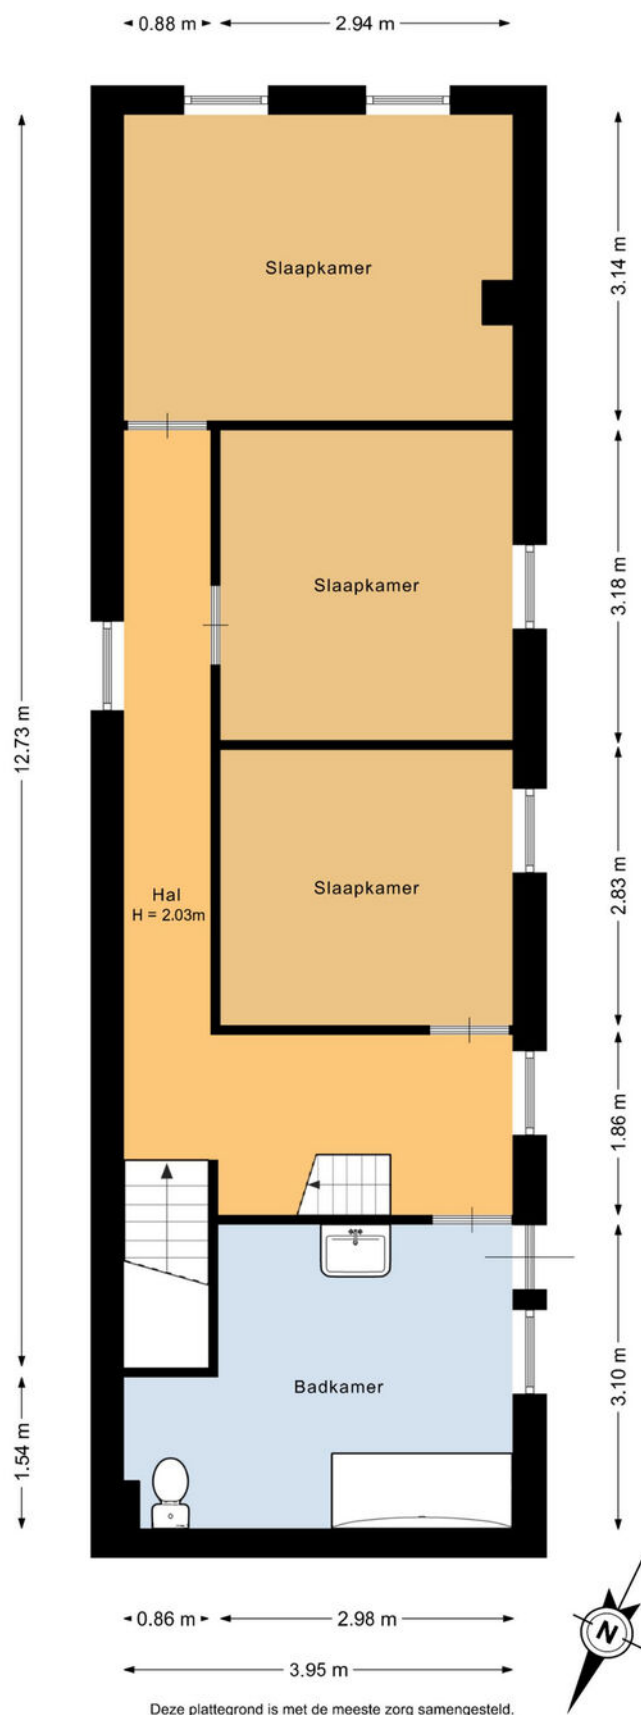 0.88 m
2.94 m
Slaapkamer
3.14 m
Slaapkamer
3.18 m
12.73 m
Slaapkamer
2.83 m
Hal
H = 2.03m
1.86 m
Badkamer
3.10 m
1.54 m
0.86 m
2.98 m
3.95 m
N
Deze plattegrond is met de meeste zorg samengesteld.